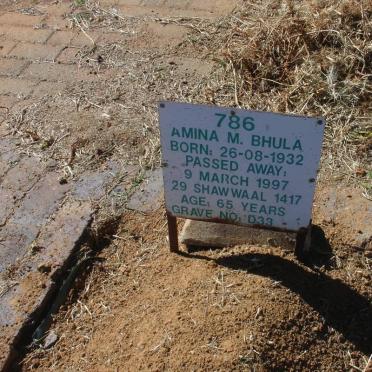 786
AMINA M. BHULA
BORN: 26-08-1932
PASSED AWAY:
9 MARCH 1997
29 SHAWWAAL 1417
AGE: 65 YEARS
GRAVE NO: D33